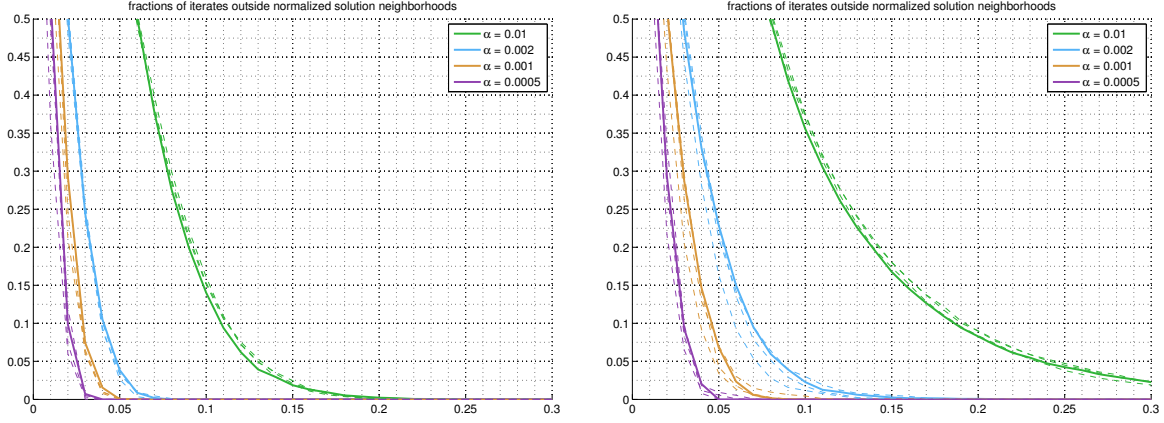 fractions of iterates outside normalized solution neighborhoods
0.5
0.45
0.4
0.35
0.3
0.25
0.2
0.15
0.1
0.05
0
0 0.05 0.1 0.15 0.2 0.25 0.3
α = 0.01
α = 0.002
α = 0.001
α = 0.0005
fractions of iterates outside normalized solution neighborhoods
0.5
0.45
0.4
0.35
0.3
0.25
0.2
0.15
0.1
0.05
0
0 0.05 0.1 0.15 0.2 0.25 0.3
α = 0.01
α = 0.002
α = 0.001
α = 0.0005